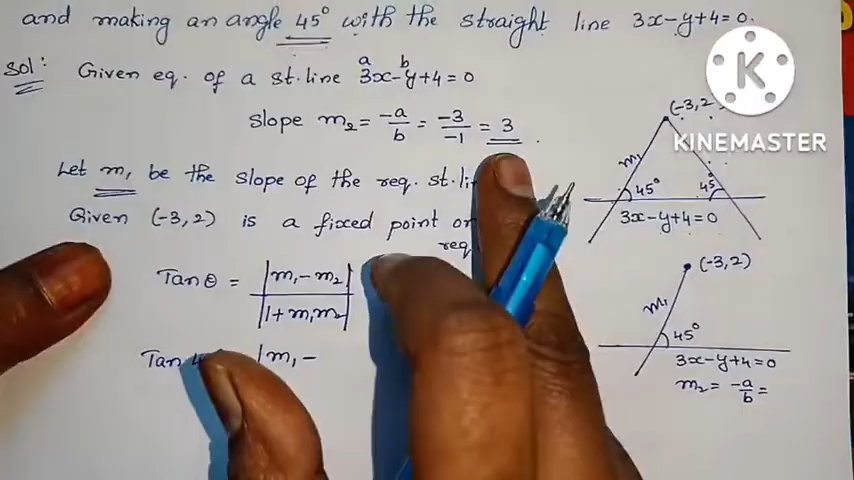 and making an angle 45° with the straight line 3x-y+4=0.
Sol: Given eq. of a st.line 3x-y+4=0
a b
Slope m₂ = -a/b = -3/-1 = 3
Let m₁ be the slope of the req. st.li
Given (-3,2) is a fixed point
req
Tanθ = |m₁-m₂ / 1+m₁m₂|
Tan |m₁-
K
KINEMASTER
(-3,2
m₁
45° 45°
3x-y+4=0
(-3,2)
m₁
45°
3x-y+4=0
m₂ = -a/b =